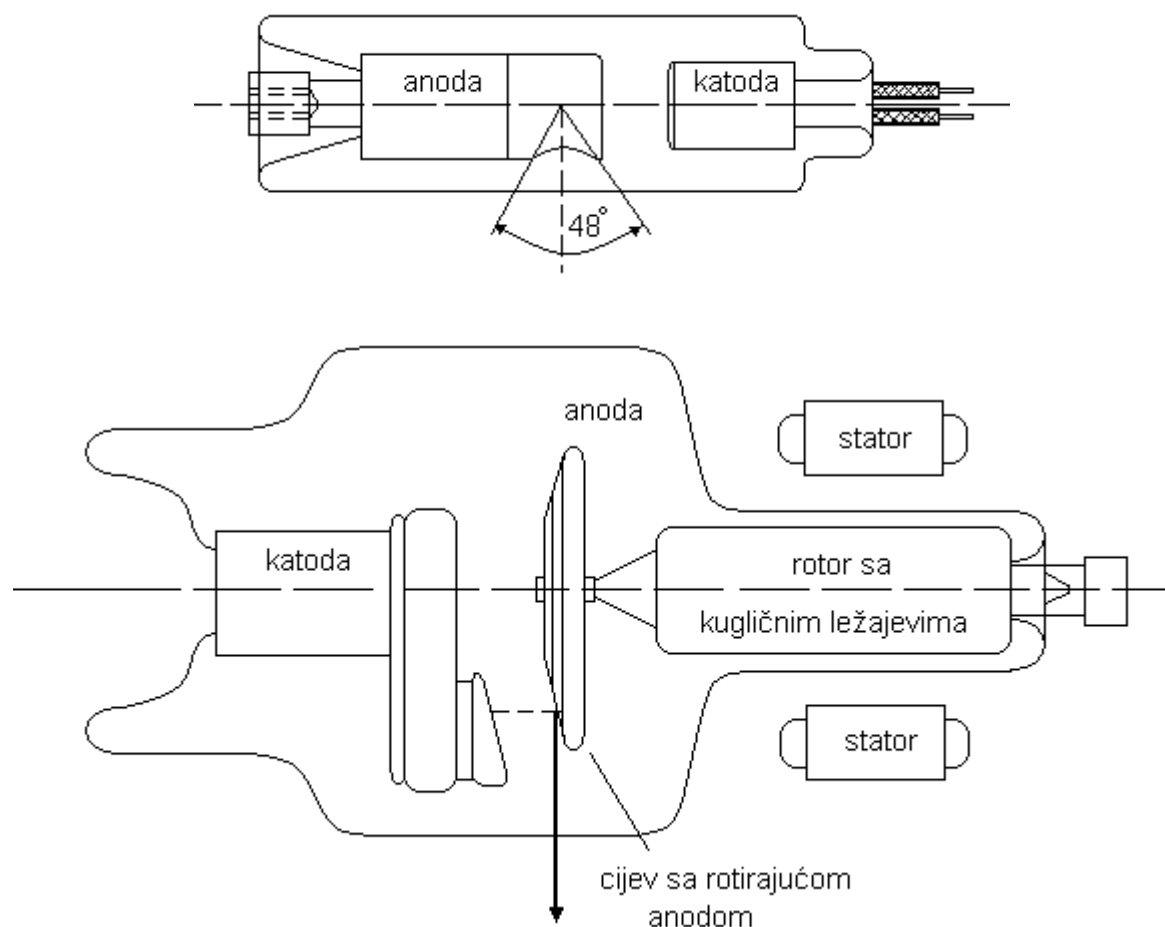 anoda
katoda
48°
anoda
stator
katoda
rotor sa
kugličnim ležajevima
stator
cijev sa rotirajućom
anodom